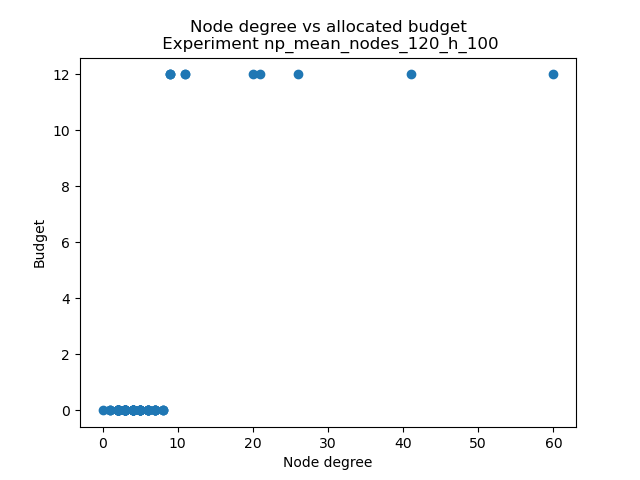 Node degree vs allocated budget
Experiment np_mean_nodes_120_h_100
12
10
8
6
4
2
0
Budget
0 10 20 30 40 50 60
Node degree